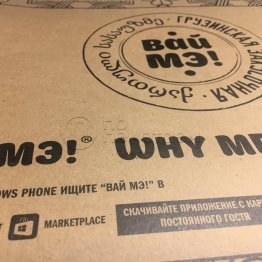 ГРУЗИНСКАЯ ЗАКУСОЧНАЯ
ВАЙ
МЭ!
МЭ!® WHY ME
OWS PHONE ИЩИТЕ “ВАЙ МЭ!” В
MARKETPLACE
СКАЧИВАЙТЕ ПРИЛОЖЕНИЕ С КАР
ПОСТОЯННОГО ГОСТЯ